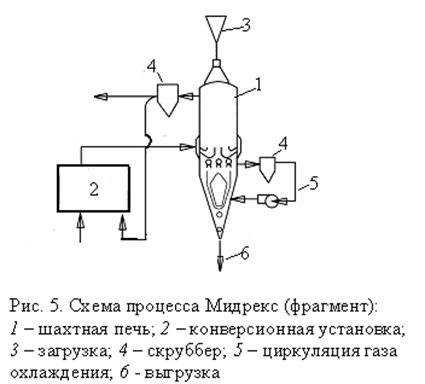 3
4
1
4
2
5
6
Рис. 5. Схема процесса Мидрекс (фрагмент):
1 – шахтная печь; 2 – конверсионная установка;
3 – загрузка; 4 – скруббер; 5 – циркуляция газа
охлаждения; 6 - выгрузка